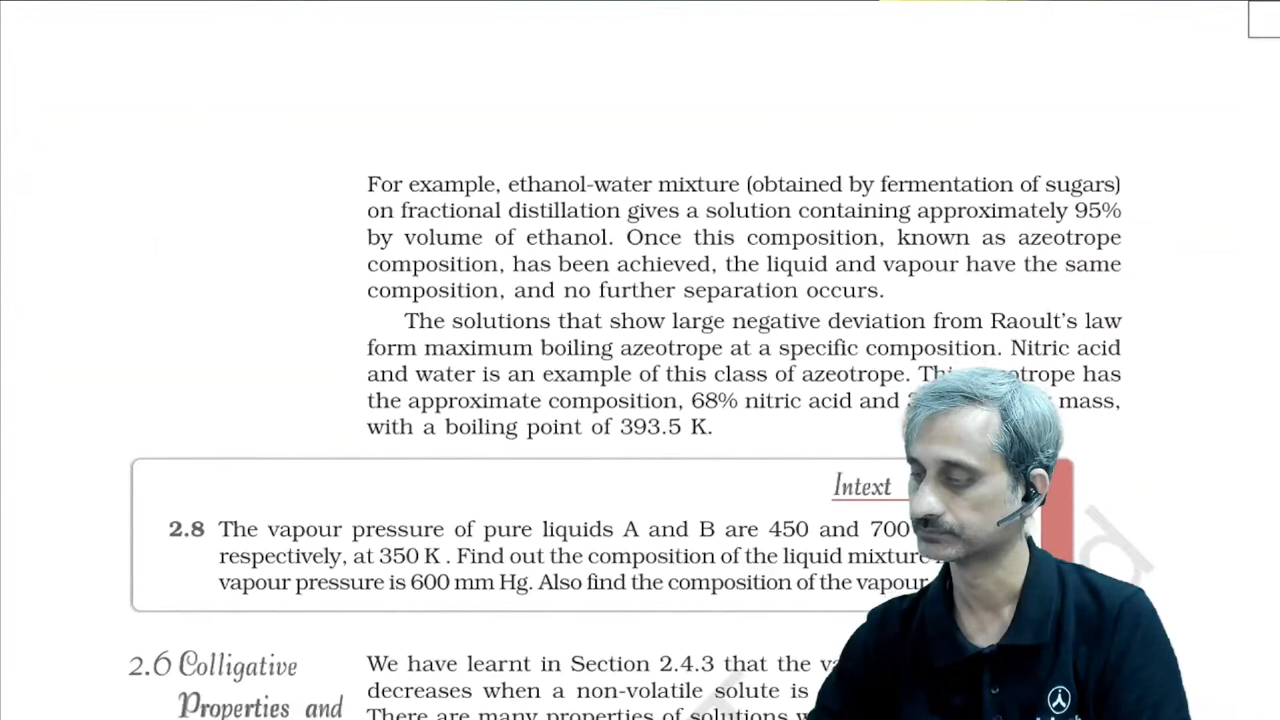 For example, ethanol-water mixture (obtained by fermentation of sugars)
on fractional distillation gives a solution containing approximately 95%
by volume of ethanol. Once this composition, known as azeotrope
composition, has been achieved, the liquid and vapour have the same
composition, and no further separation occurs.
The solutions that show large negative deviation from Raoult's law
form maximum boiling azeotrope at a specific composition. Nitric acid
and water is an example of this class of azeotrope. has
the approximate composition, 68% nitric acid and mass,
with a boiling point of 393.5 K.
Intext
2.8 The vapour pressure of pure liquids A and B are 450 and 700
respectively, at 350 K . Find out the composition of the liquid mixture
vapour pressure is 600 mm Hg. Also find the composition of the vapour
2.6 Colligative
Properties and
We have learnt in Section 2.4.3 that the
decreases when a non-volatile solute is
There are many properties of solutions